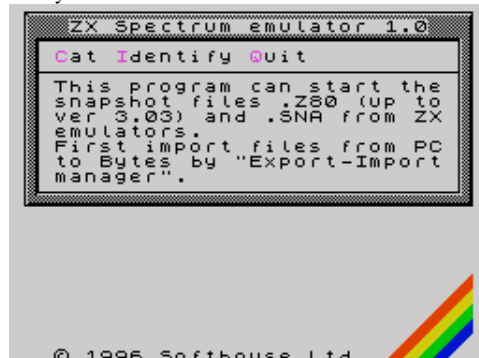 ZX Spectrum emulator 1.0
Cat Identify Quit
This program can start the
snapshot files .Z80 (up to
ver 3.03) and .SNA from ZX
emulators.
First import files from PC
to Bytes by "Export-Import
manager".
© 1996 Softhouse Ltd